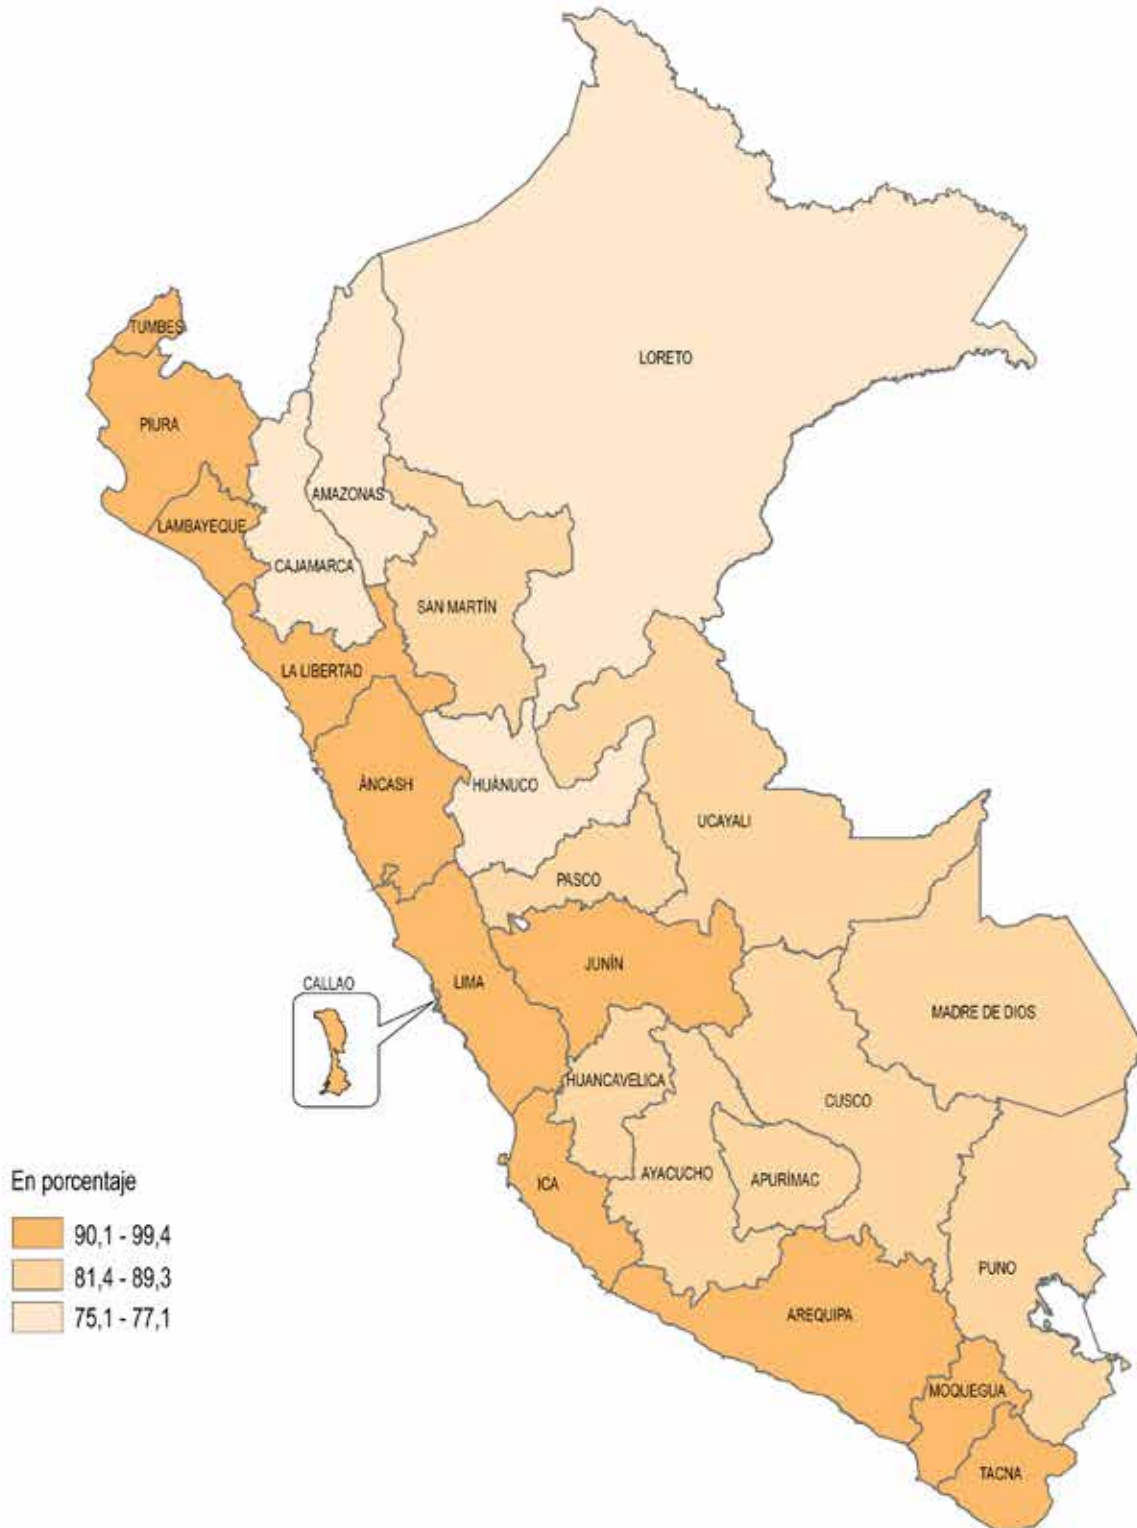 TUMBES
LORETO
PIURA
AMAZONAS
LAMBAYEQUE
CAJAMARCA
SAN MARTÍN
LA LIBERTAD
ÁNCASH
HUÁNUCO
UCAYALI
PASCO
JUNÍN
LIMA
CALLAO
MADRE DE DIOS
HUANCAVELICA
CUSCO
AYACUCHO
APURÍMAC
ICA
PUNO
AREQUIPA
MOQUEGUA
TACNA
En porcentaje
90,1 - 99,4
81,4 - 89,3
75,1 - 77,1